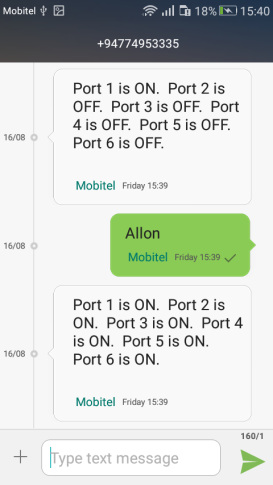 Mobitel 18% 15:40
+94774953335
Port 1 is ON.  Port 2 is
OFF.  Port 3 is OFF.  Port
4 is OFF.  Port 5 is OFF.
Port 6 is OFF.
16/08
Mobitel Friday 15:39
Allon
16/08
Mobitel Friday 15:39
Port 1 is ON.  Port 2 is
ON.  Port 3 is ON.  Port 4
is ON.  Port 5 is ON.
Port 6 is ON.
16/08
Mobitel Friday 15:39
160/1
Type text message